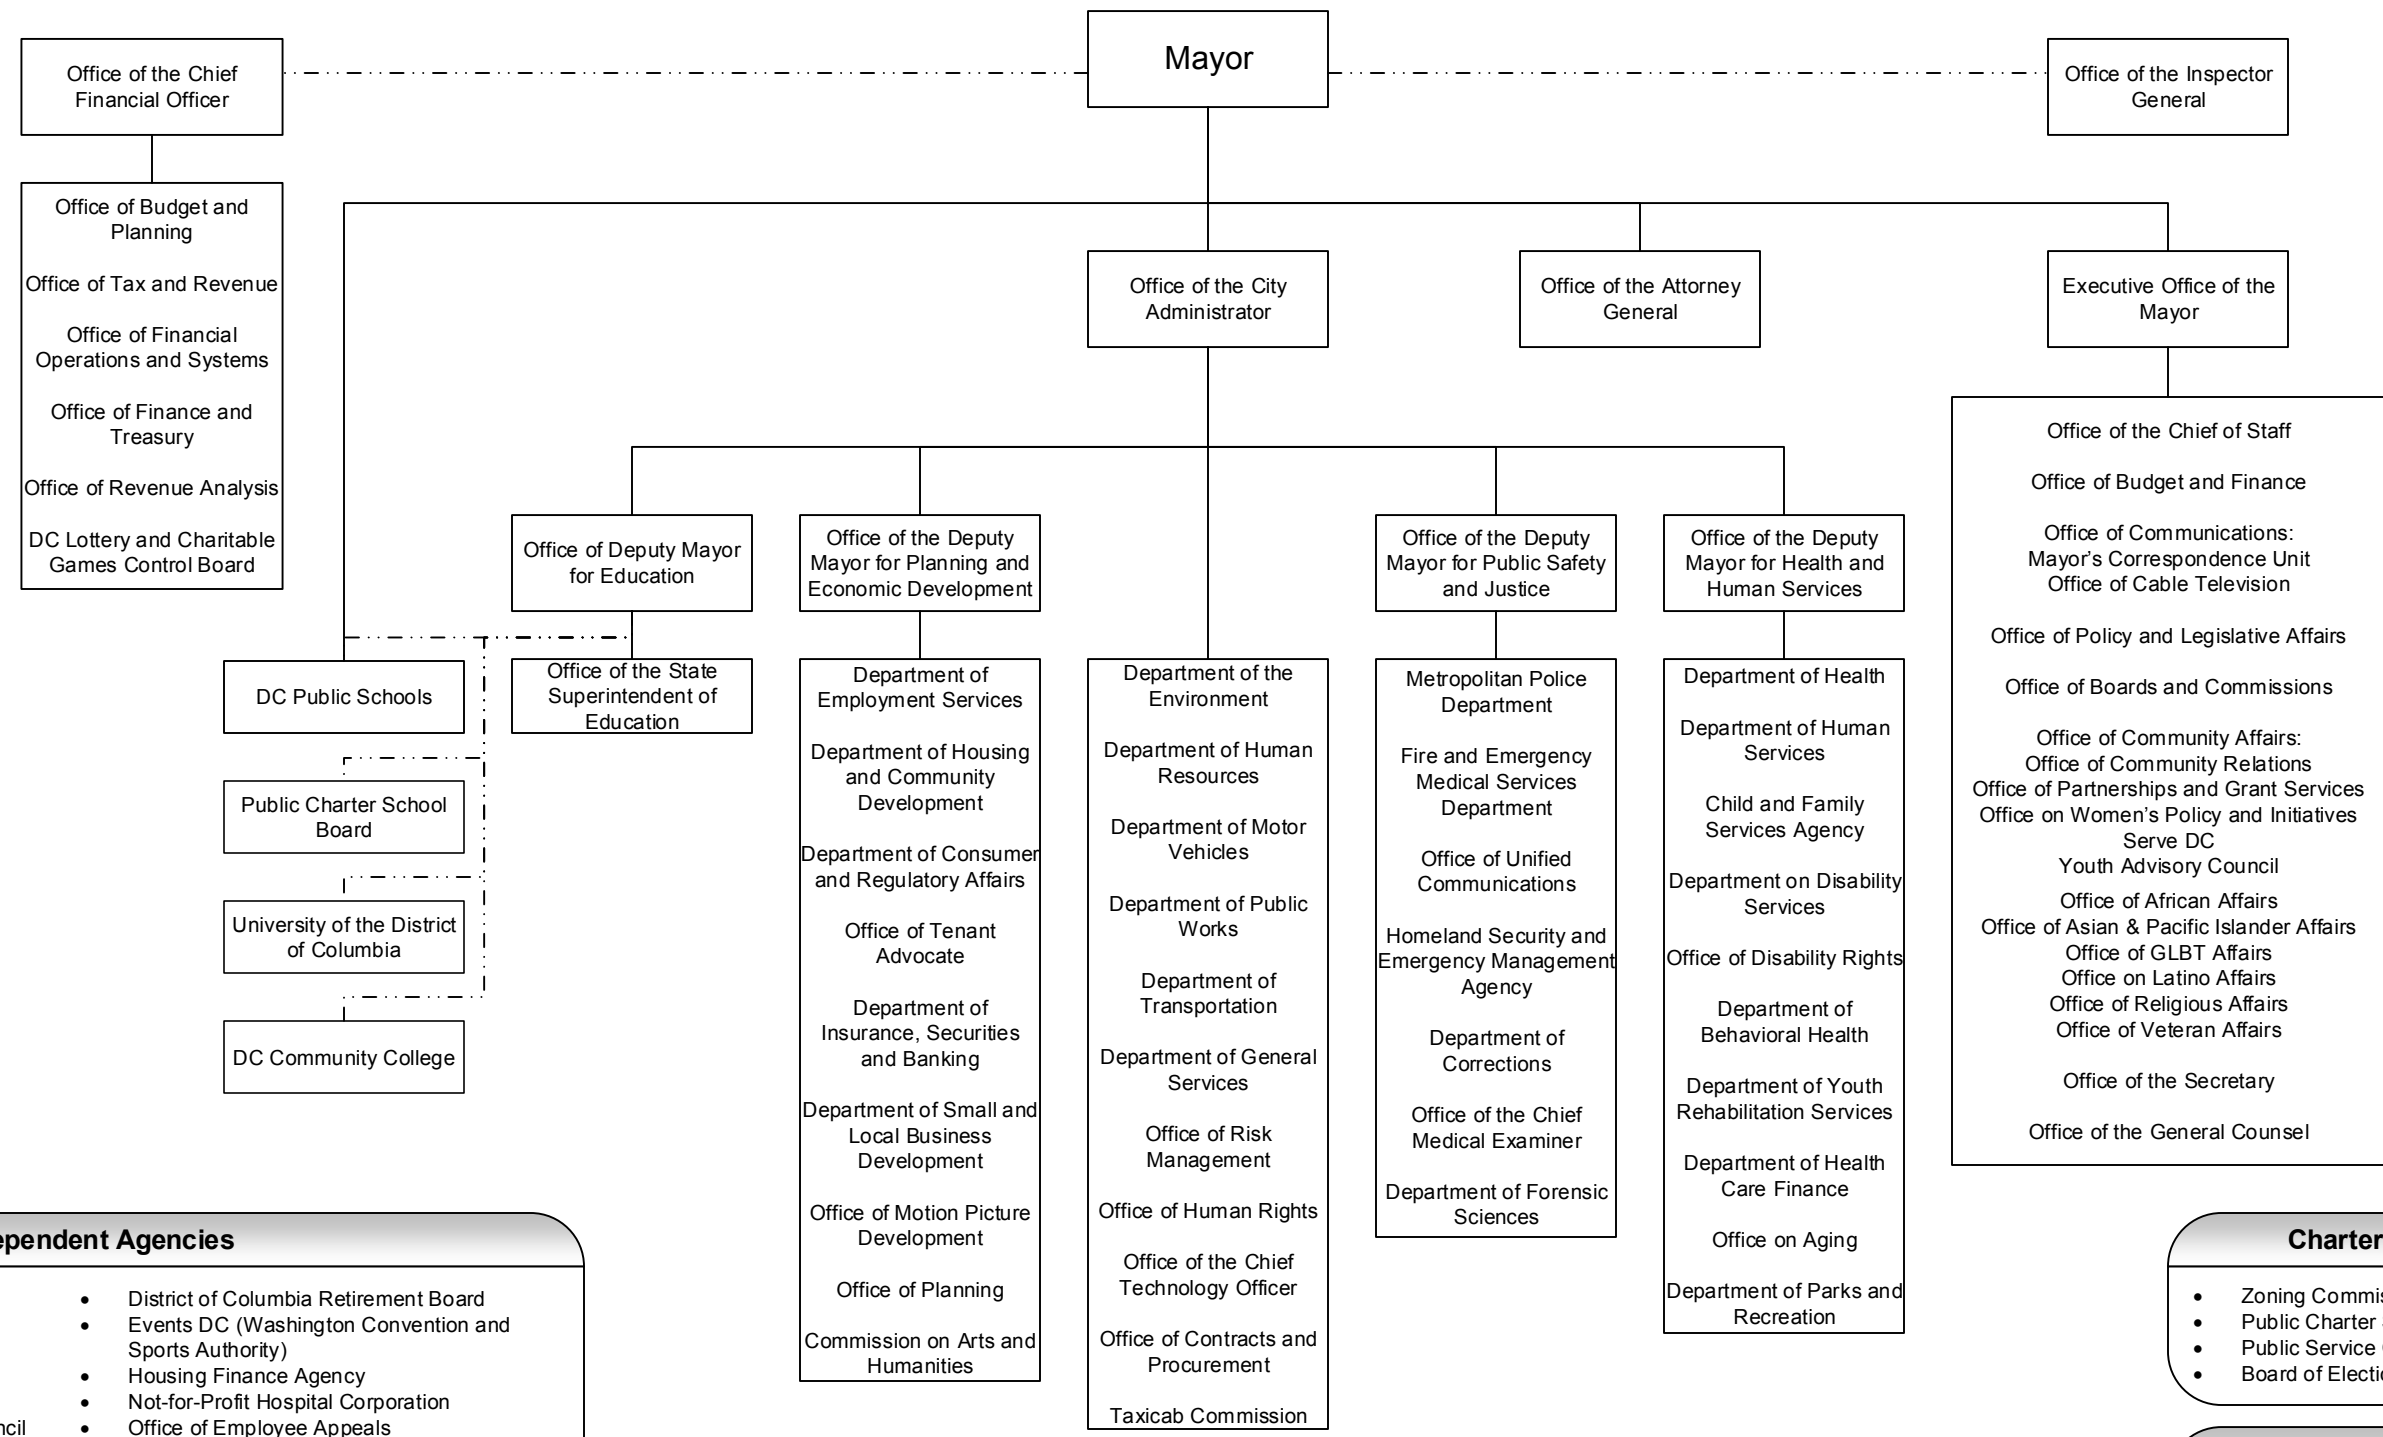 Mayor
Office of the Chief
Financial Officer
Office of the Inspector
General
Office of Budget and
Planning
Office of Tax and Revenue
Office of Financial
Operations and Systems
Office of Finance and
Treasury
Office of Revenue Analysis
DC Lottery and Charitable
Games Control Board
Office of the City
Administrator
Office of the Attorney
General
Executive Office of the
Mayor
Office of the Chief of Staff
Office of Budget and Finance
Office of Communications:
Mayor’s Correspondence Unit
Office of Cable Television
Office of Policy and Legislative Affairs
Office of Boards and Commissions
Office of Community Affairs:
Office of Community Relations
Office of Partnerships and Grant Services
Office on Women’s Policy and Initiatives
Serve DC
Youth Advisory Council
Office of African Affairs
Office of Asian & Pacific Islander Affairs
Office of GLBT Affairs
Office on Latino Affairs
Office of Religious Affairs
Office of Veteran Affairs
Office of the Secretary
Office of the General Counsel
Office of Deputy Mayor
for Education
Office of the State
Superintendent of
Education
DC Public Schools
Public Charter School
Board
University of the District
of Columbia
DC Community College
Office of the Deputy
Mayor for Planning and
Economic Development
Department of
Employment Services
Department of Housing
and Community
Development
Department of Consumer
and Regulatory Affairs
Office of Tenant
Advocate
Department of
Insurance, Securities
and Banking
Department of Small and
Local Business
Development
Office of Motion Picture
Development
Office of Planning
Commission on Arts and
Humanities
Department of the
Environment
Department of Human
Resources
Department of Motor
Vehicles
Department of Public
Works
Department of
Transportation
Department of General
Services
Office of Risk
Management
Office of Human Rights
Office of the Chief
Technology Officer
Office of Contracts and
Procurement
Taxicab Commission
Office of the Deputy
Mayor for Public Safety
and Justice
Metropolitan Police
Department
Fire and Emergency
Medical Services
Department
Office of Unified
Communications
Homeland Security and
Emergency Management
Agency
Department of
Corrections
Office of the Chief
Medical Examiner
Department of Forensic
Sciences
Office of the Deputy
Mayor for Health and
Human Services
Department of Health
Department of Human
Services
Child and Family
Services Agency
Department on Disability
Services
Office of Disability Rights
Department of
Behavioral Health
Department of Youth
Rehabilitation Services
Department of Health
Care Finance
Office on Aging
Department of Parks and
Recreation
ependent Agencies
• District of Columbia Retirement Board
• Events DC (Washington Convention and
Sports Authority)
• Housing Finance Agency
• Not-for-Profit Hospital Corporation
ncil • Office of Employee Appeals
Charter
• Zoning Commis
• Public Charter
• Public Service
• Board of Electi